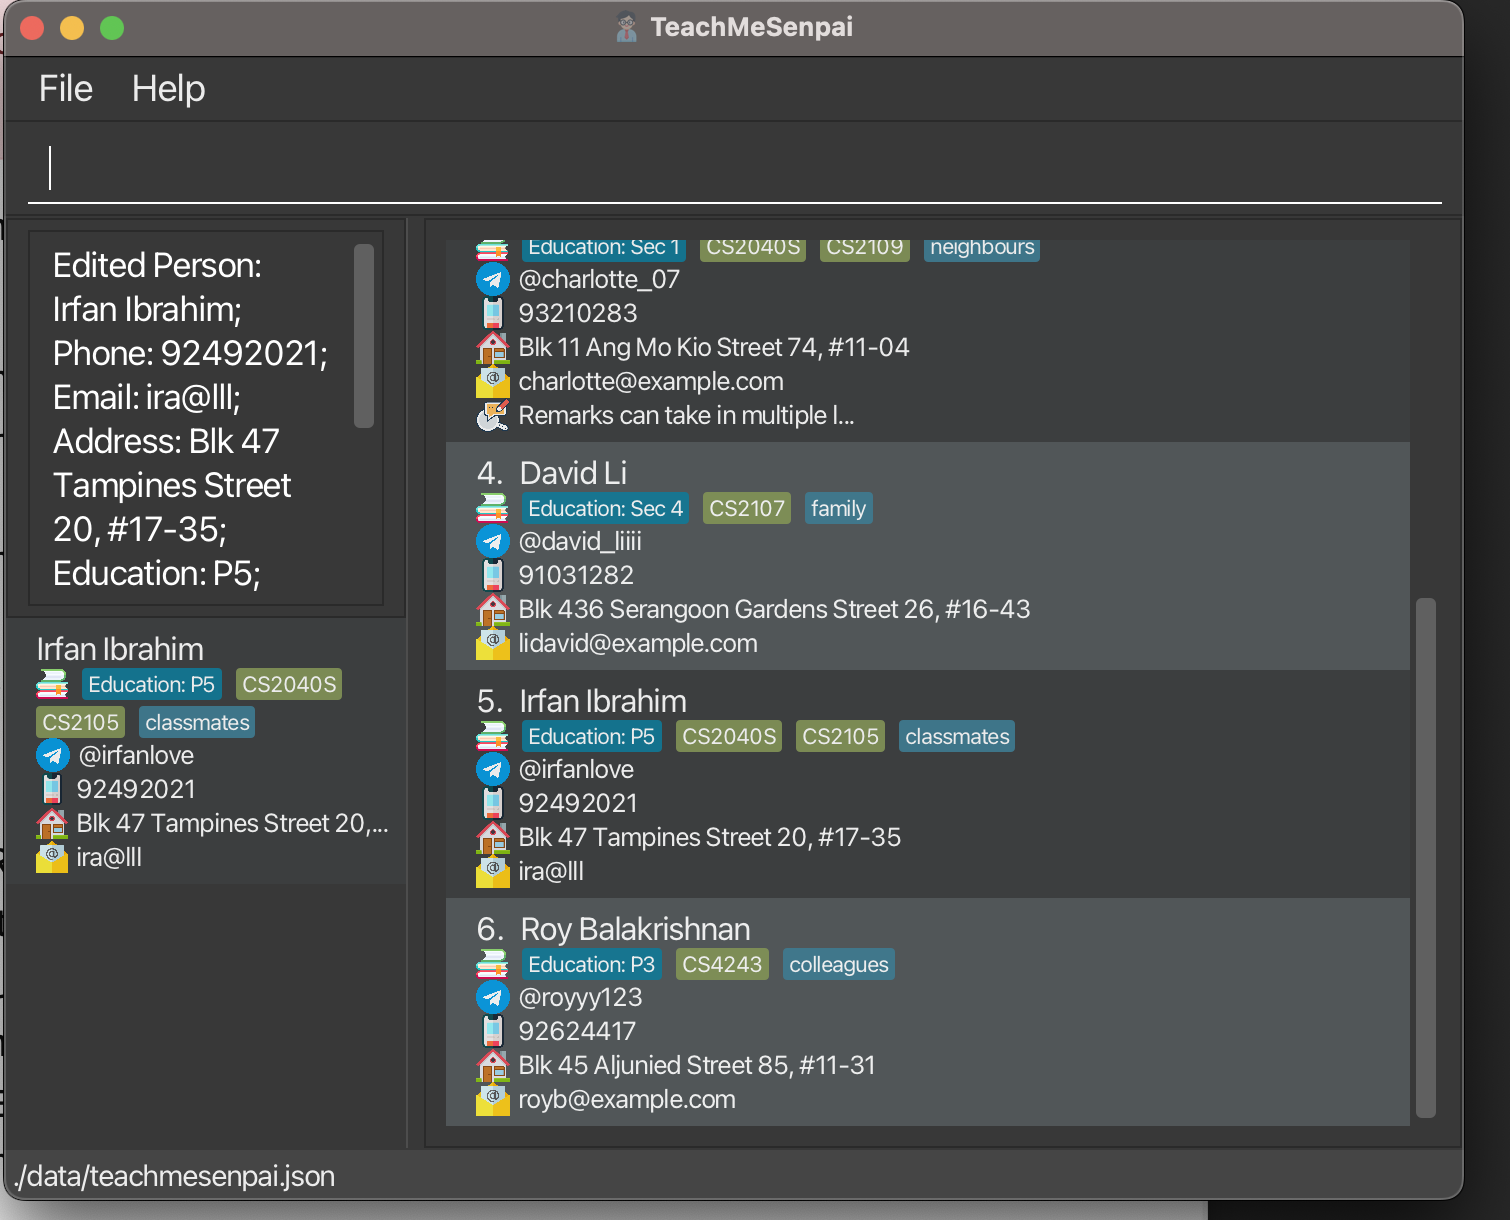 TeachMeSenpai
File Help
Edited Person:
Irfan Ibrahim;
Phone: 92492021;
Email: ira@lll;
Address: Blk 47
Tampines Street
20, #17-35;
Education: P5;
Irfan Ibrahim
Education: P5 CS2040S
CS2105 classmates
@irfanlove
92492021
Blk 47 Tampines Street 20,...
ira@lll
Education: Sec 1 CS2040S CS2109 neighbours
@charlotte_07
93210283
Blk 11 Ang Mo Kio Street 74, #11-04
charlotte@example.com
Remarks can take in multiple l...
4. David Li
Education: Sec 4 CS2107 family
@david_liiii
91031282
Blk 436 Serangoon Gardens Street 26, #16-43
lidavid@example.com
5. Irfan Ibrahim
Education: P5 CS2040S CS2105 classmates
@irfanlove
92492021
Blk 47 Tampines Street 20, #17-35
ira@lll
6. Roy Balakrishnan
Education: P3 CS4243 colleagues
@royyy123
92624417
Blk 45 Aljunied Street 85, #11-31
royb@example.com
./data/teachmesenpai.json